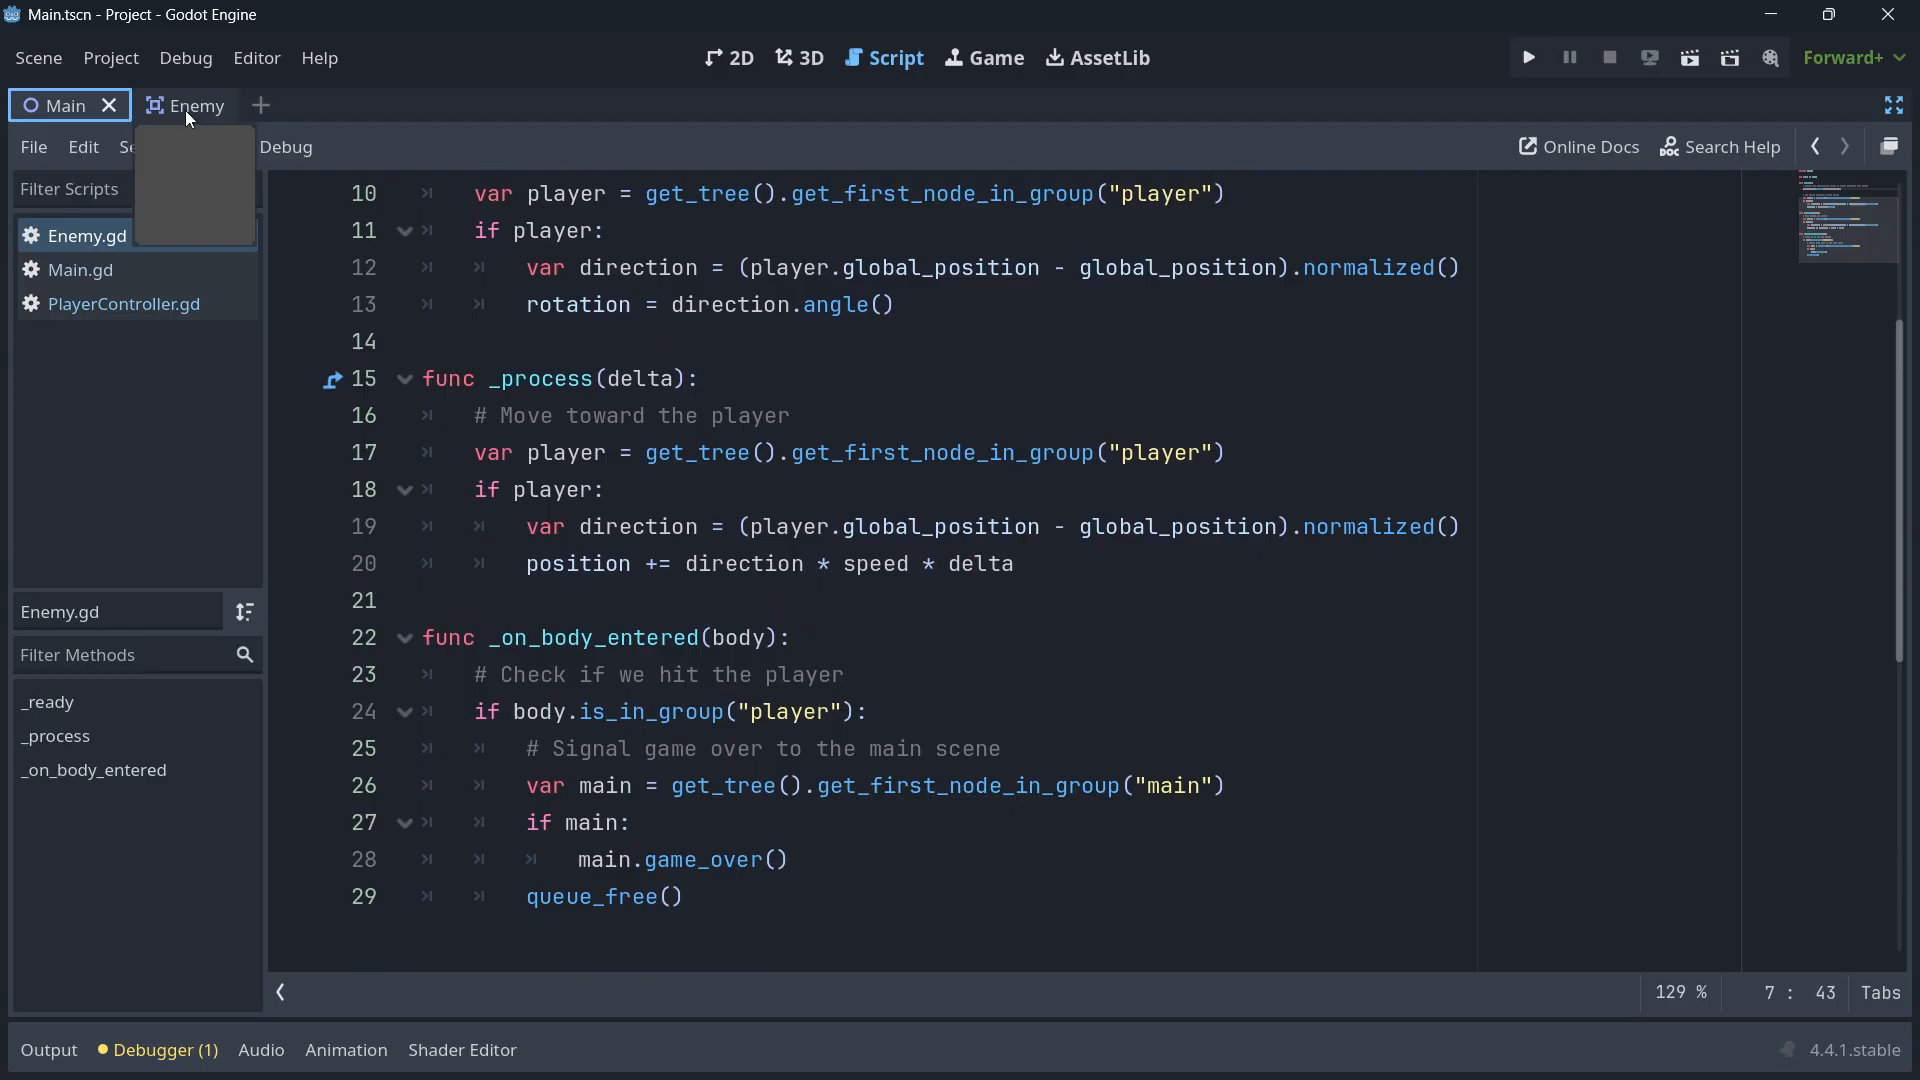 Main.tscn - Project - Godot Engine
Scene Project Debug Editor Help 2D 3D Script Game AssetLib Forward+
Main Enemy
File Edit Debug Online Docs Search Help
Filter Scripts
Enemy.gd
Main.gd
PlayerController.gd
Enemy.gd
Filter Methods
_ready
_process
_on_body_entered
10 var player = get_tree().get_first_node_in_group("player")
11 if player:
12 var direction = (player.global_position - global_position).normalized()
13 rotation = direction.angle()
14
15 func _process(delta):
16 # Move toward the player
17 var player = get_tree().get_first_node_in_group("player")
18 if player:
19 var direction = (player.global_position - global_position).normalized()
20 position += direction * speed * delta
21
22 func _on_body_entered(body):
23 # Check if we hit the player
24 if body.is_in_group("player"):
25 # Signal game over to the main scene
26 var main = get_tree().get_first_node_in_group("main")
27 if main:
28 main.game_over()
29 queue_free()
129 % 7 : 43 Tabs
Output Debugger (1) Audio Animation Shader Editor 4.4.1.stable